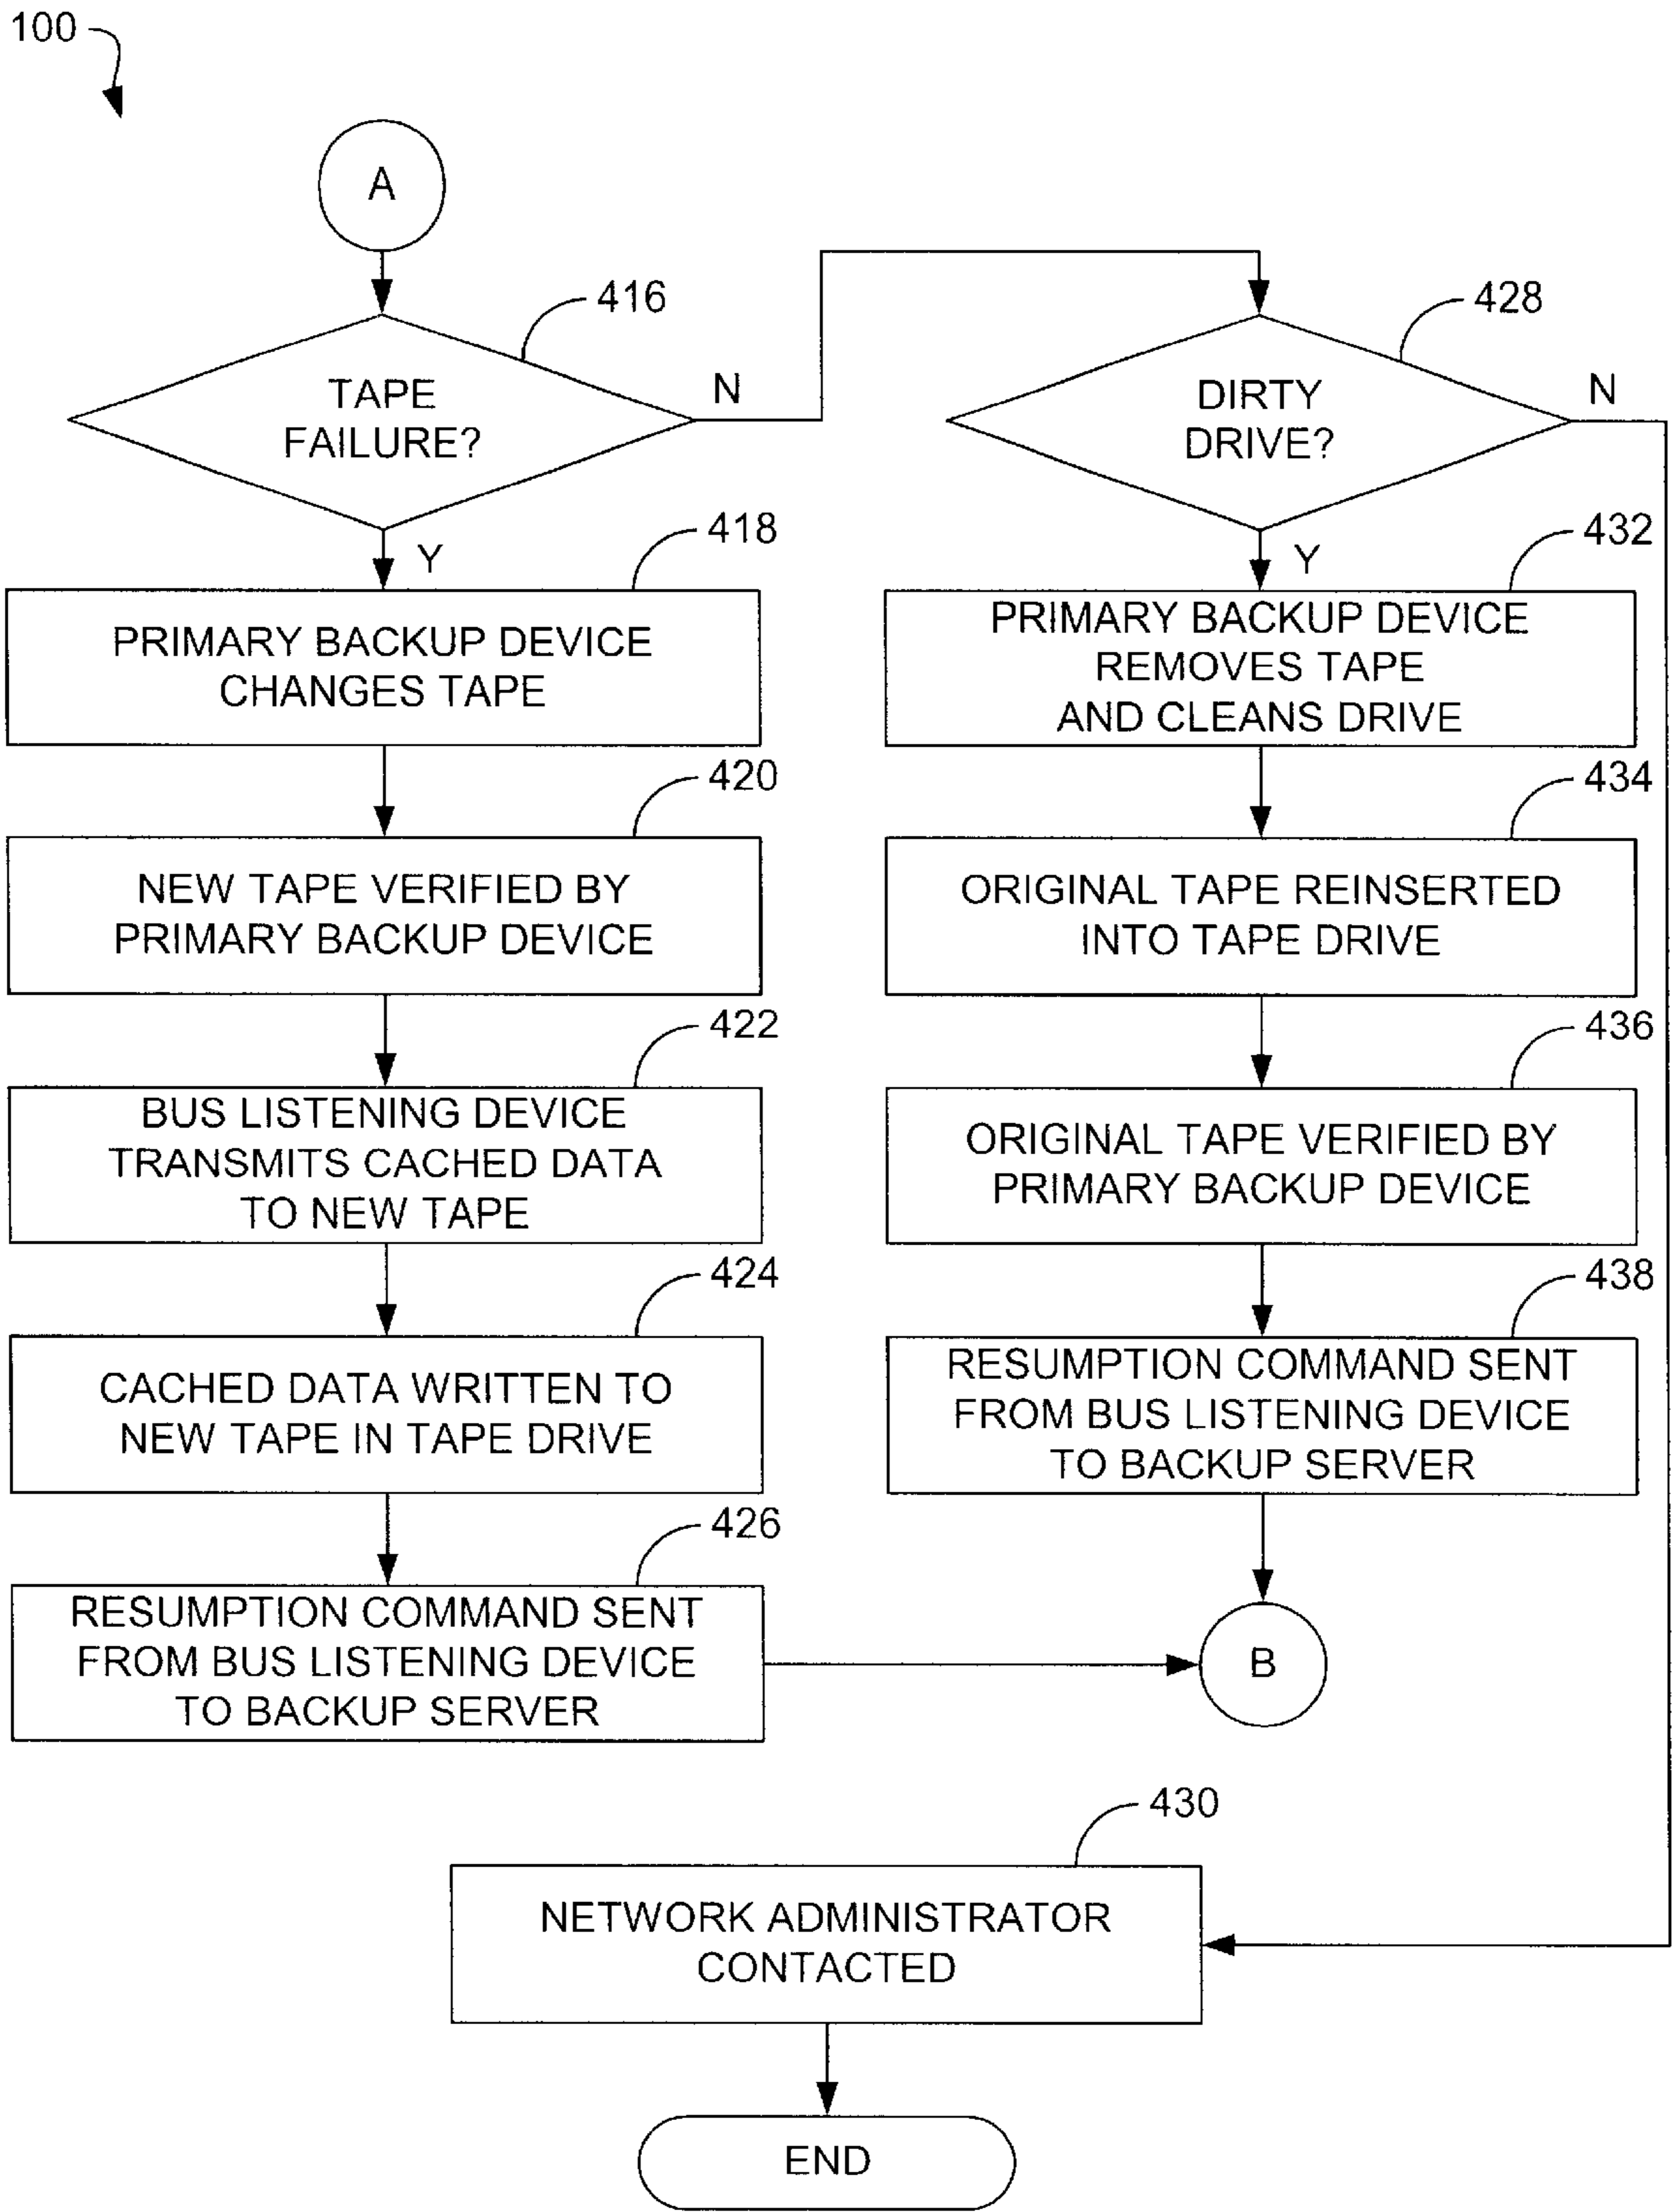 100
A
416
TAPE
FAILURE?
N
Y
418
PRIMARY BACKUP DEVICE
CHANGES TAPE
420
NEW TAPE VERIFIED BY
PRIMARY BACKUP DEVICE
422
BUS LISTENING DEVICE
TRANSMITS CACHED DATA
TO NEW TAPE
424
CACHED DATA WRITTEN TO
NEW TAPE IN TAPE DRIVE
426
RESUMPTION COMMAND SENT
FROM BUS LISTENING DEVICE
TO BACKUP SERVER
428
DIRTY
DRIVE?
N
Y
432
PRIMARY BACKUP DEVICE
REMOVES TAPE
AND CLEANS DRIVE
434
ORIGINAL TAPE REINSERTED
INTO TAPE DRIVE
436
ORIGINAL TAPE VERIFIED BY
PRIMARY BACKUP DEVICE
438
RESUMPTION COMMAND SENT
FROM BUS LISTENING DEVICE
TO BACKUP SERVER
B
430
NETWORK ADMINISTRATOR
CONTACTED
END